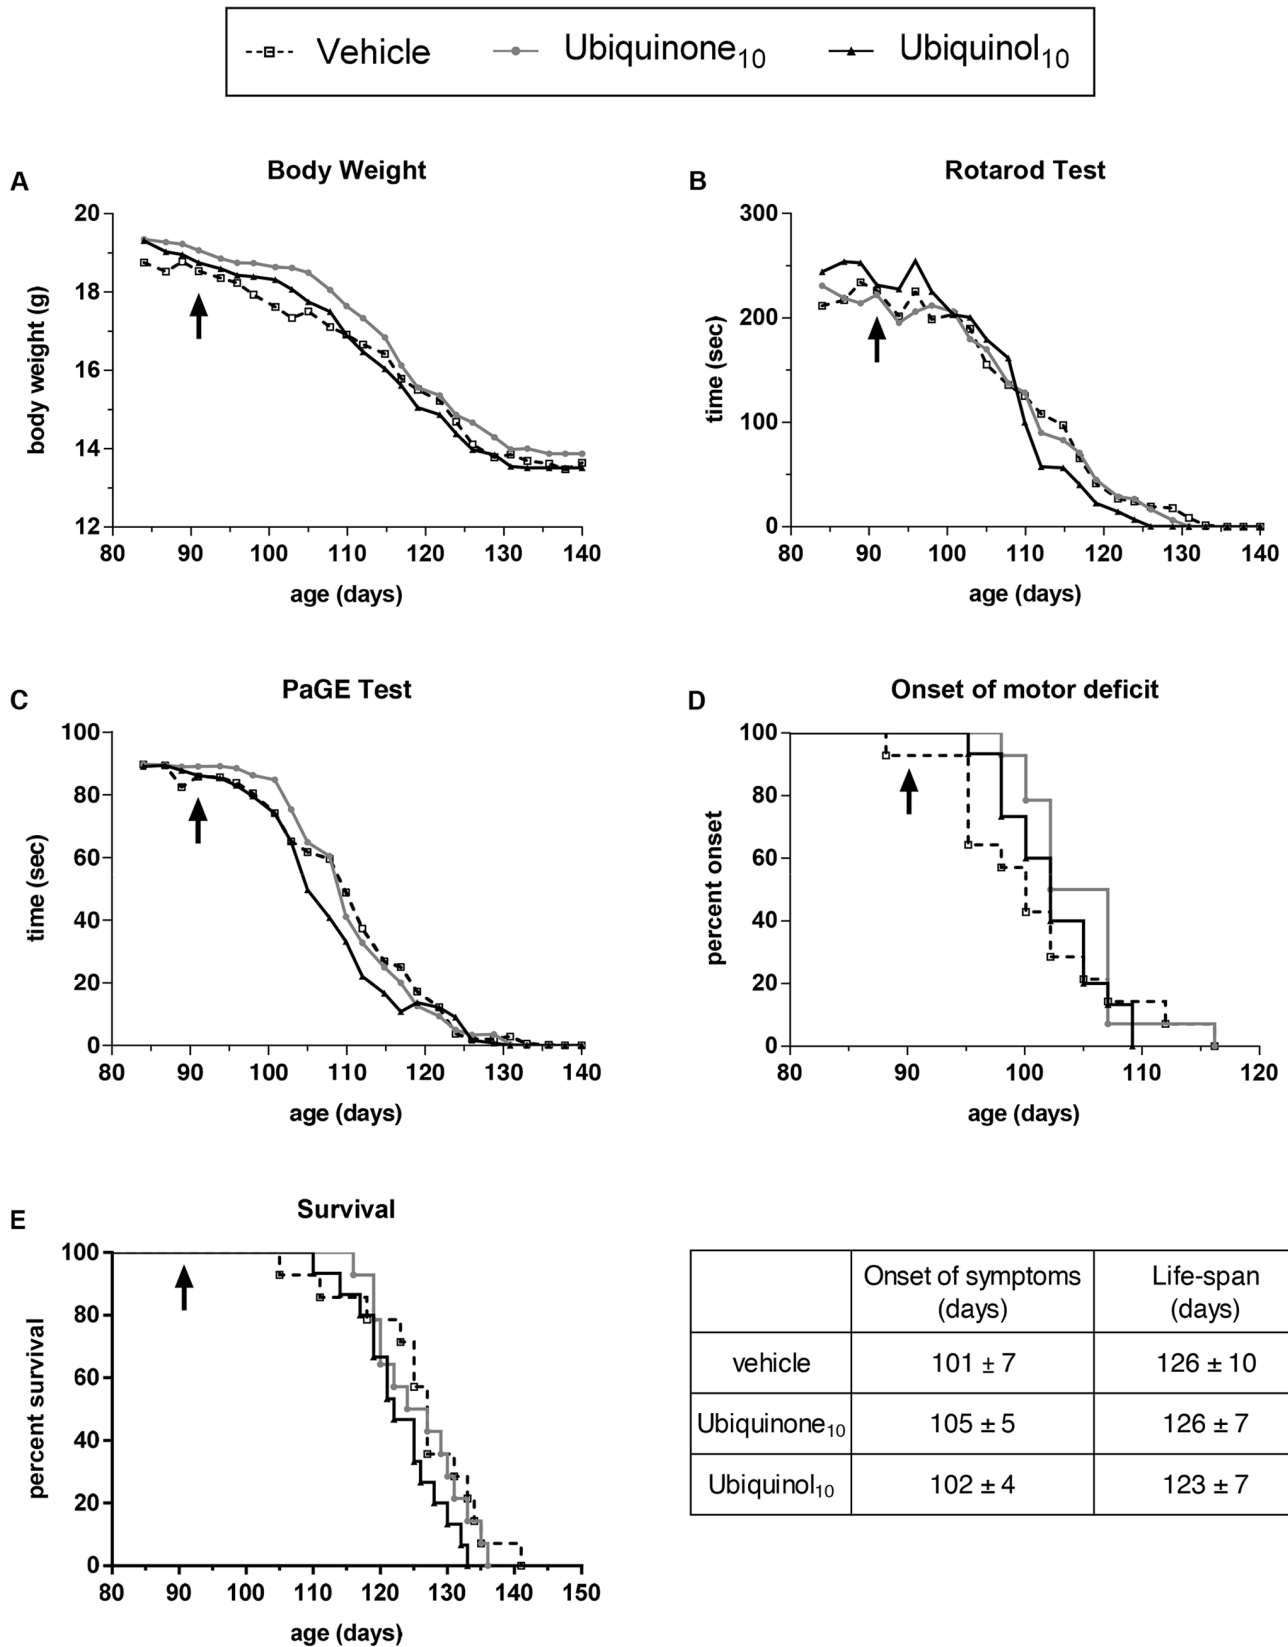 Vehicle Ubiquinone10 Ubiquinol10
A Body Weight
20
18
16
14
12
body weight (g)
80 90 100 110 120 130 140
age (days)
B Rotarod Test
300
200
100
0
time (sec)
80 90 100 110 120 130 140
age (days)
C PaGE Test
100
80
60
40
20
0
time (sec)
80 90 100 110 120 130 140
age (days)
D Onset of motor deficit
100
80
60
40
20
0
percent onset
80 90 100 110 120
age (days)
E Survival
100
80
60
40
20
0
percent survival
80 90 100 110 120 130 140 150
age (days)
Onset of symptoms Life-span
(days) (days)
vehicle 101 ± 7 126 ± 10
Ubiquinone10 105 ± 5 126 ± 7
Ubiquinol10 102 ± 4 123 ± 7